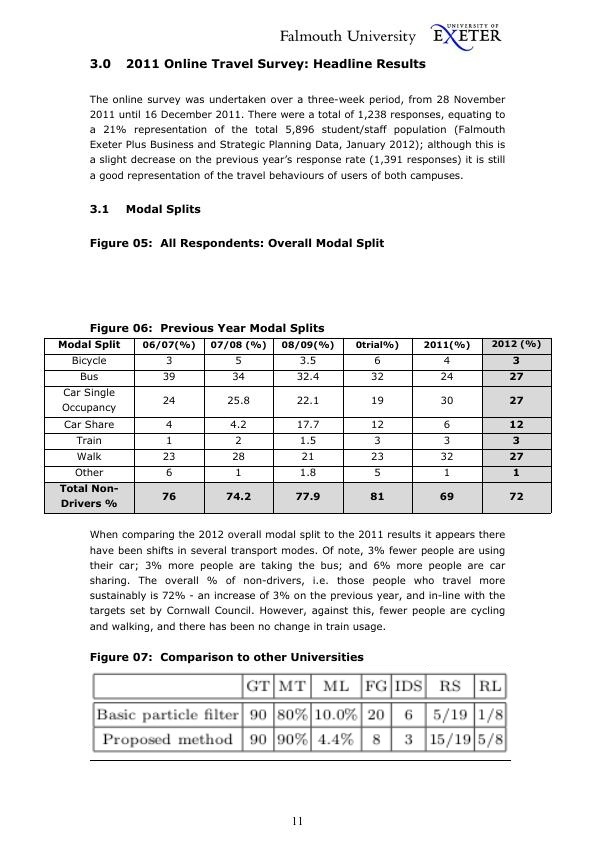 Falmouth University
UNIVERSITY OF
EXETER
3.0 2011 Online Travel Survey: Headline Results
The online survey was undertaken over a three-week period, from 28 November
2011 until 16 December 2011. There were a total of 1,238 responses, equating to
a 21% representation of the total 5,896 student/staff population (Falmouth
Exeter Plus Business and Strategic Planning Data, January 2012); although this is
a slight decrease on the previous year's response rate (1,391 responses) it is still
a good representation of the travel behaviours of users of both campuses.
3.1 Modal Splits
Figure 05: All Respondents: Overall Modal Split
Figure 06: Previous Year Modal Splits
Modal Split 06/07(%) 07/08 (%) 08/09(%) 0trial%) 2011(%) 2012 (%)
Bicycle 3 5 3.5 6 4 3
Bus 39 34 32.4 32 24 27
Car Single
Occupancy 24 25.8 22.1 19 30 27
Car Share 4 4.2 17.7 12 6 12
Train 1 2 1.5 3 3 3
Walk 23 28 21 23 32 27
Other 6 1 1.8 5 1 1
Total Non-
Drivers % 76 74.2 77.9 81 69 72
When comparing the 2012 overall modal split to the 2011 results it appears there
have been shifts in several transport modes. Of note, 3% fewer people are using
their car; 3% more people are taking the bus; and 6% more people are car
sharing. The overall % of non-drivers, i.e. those people who travel more
sustainably is 72% - an increase of 3% on the previous year, and in-line with the
targets set by Cornwall Council. However, against this, fewer people are cycling
and walking, and there has been no change in train usage.
Figure 07: Comparison to other Universities
GT MT ML FG IDS RS RL
Basic particle filter 90 80% 10.0% 20 6 5/19 1/8
Proposed method 90 90% 4.4% 8 3 15/19 5/8
11